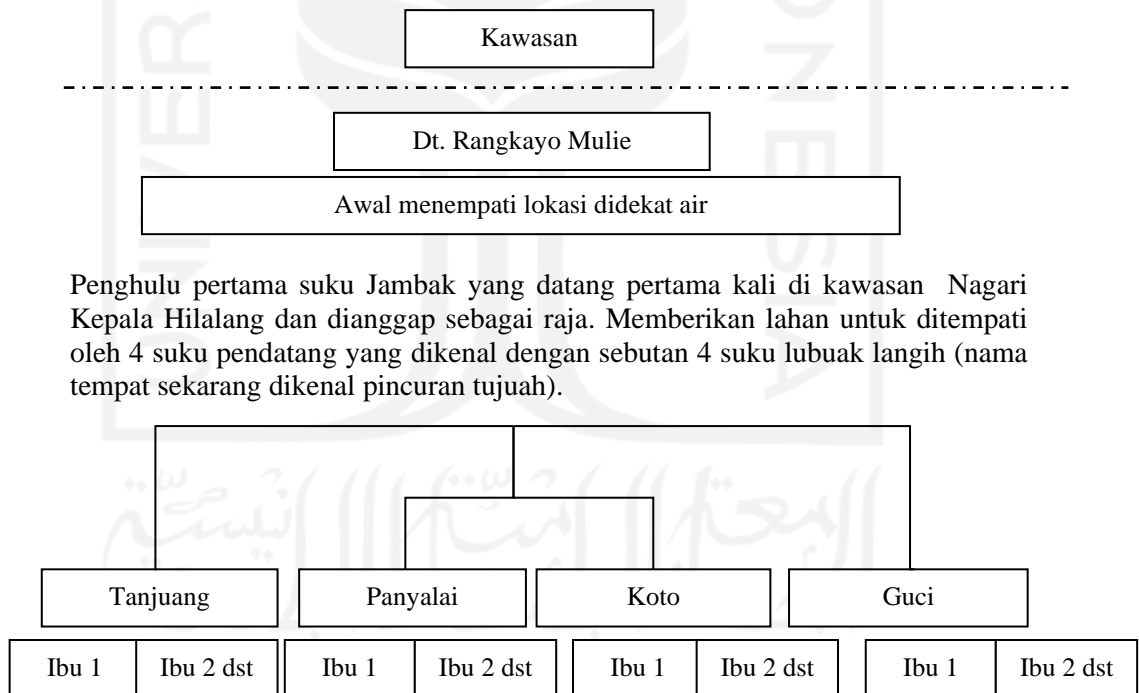 Kawasan
Dt. Rangkayo Mulie
Awal menempati lokasi didekat air
Penghulu pertama suku Jambak yang datang pertama kali di kawasan Nagari
Kepala Hilalang dan dianggap sebagai raja. Memberikan lahan untuk ditempati
oleh 4 suku pendatang yang dikenal dengan sebutan 4 suku lubuak langih (nama
tempat sekarang dikenal pincuran tujuah).
Tanjuang Panyalai Koto Guci
Ibu 1 Ibu 2 dst Ibu 1 Ibu 2 dst Ibu 1 Ibu 2 dst Ibu 1 Ibu 2 dst